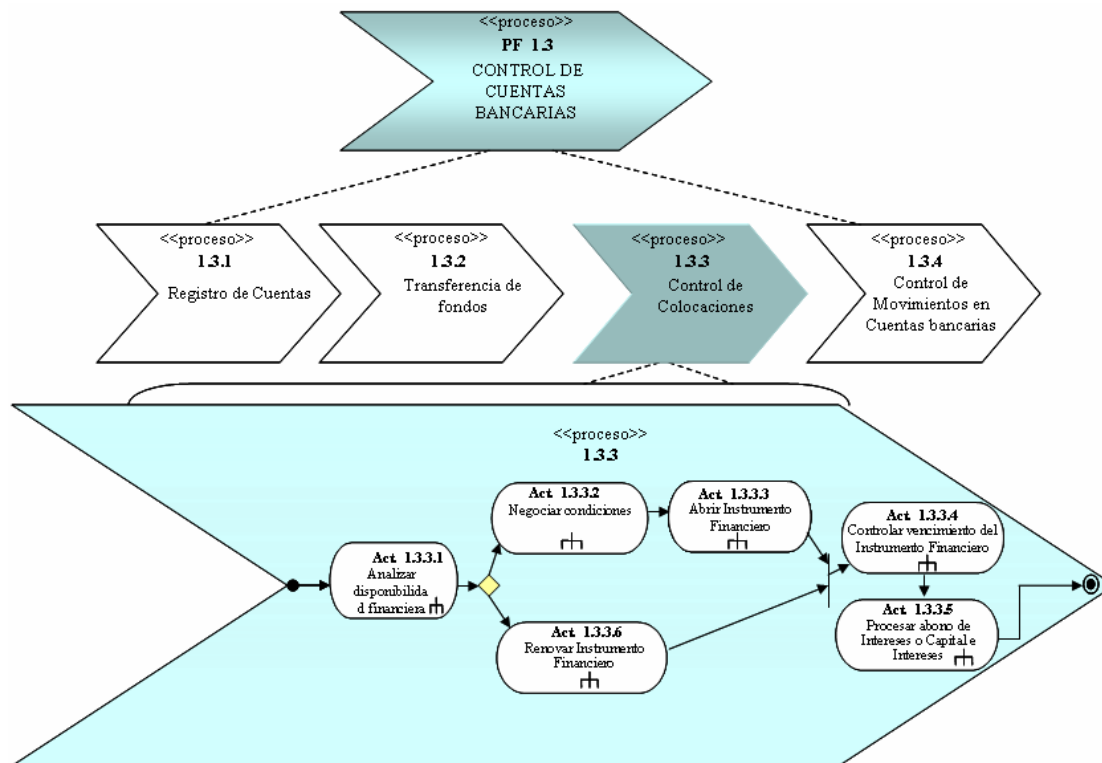 <<proceso>>
PF 1.3
CONTROL DE
CUENTAS
BANCARIAS
<<proceso>>
1.3.1
Registro de Cuentas
<<proceso>>
1.3.2
Transferencia de
fondos
<<proceso>>
1.3.3
Control de
Colocaciones
<<proceso>>
1.3.4
Control de
Movimientos en
Cuentas bancarias
<<proceso>>
1.3.3
Act. 1.3.3.1
Analizar
disponibilida
d financiera
Act. 1.3.3.2
Negociar condiciones
Act. 1.3.3.3
Abrir Instrumento
Financiero
Act. 1.3.3.4
Controlar vencimiento del
Instrumento Financiero
Act. 1.3.3.5
Procesar abono de
Intereses o Capital e
Intereses
Act. 1.3.3.6
Renovar Instrumento
Financiero